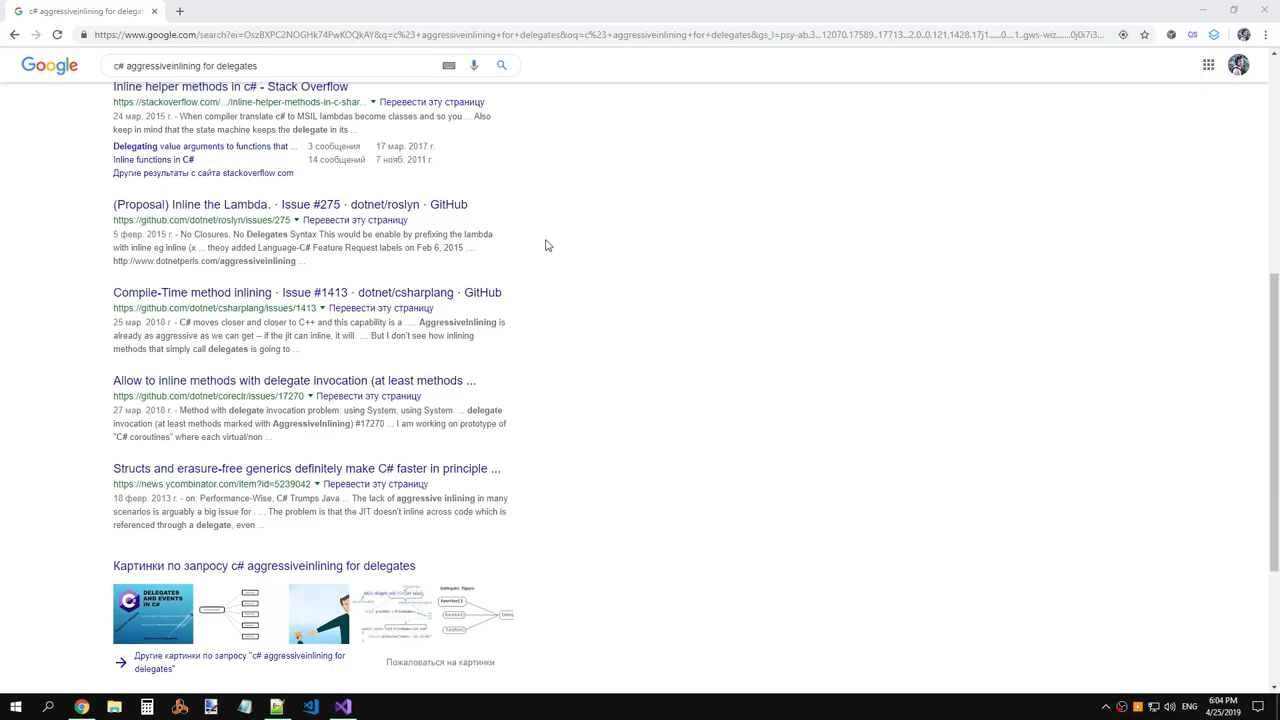 c# aggressiveinlining for delegat
https://www.google.com/search?ei=OszBXPC2NOGHk74PwKOQkAY&q=c%23+aggressiveinlining+for+delegates&oq=c%23+aggressiveinlining+for+delegates&gs_l=psy-ab.3...12070.17589..17713...2.0..0.121.1428.17j1......0....1..gws-wiz.......0j0i7i3...
Google
c# aggressiveinlining for delegates
Inline helper methods in c# - Stack Overflow
https://stackoverflow.com/.../inline-helper-methods-in-c-shar... Перевести эту страницу
24 мар. 2015 г. - When compiler translate c# to MSIL lambdas become classes and so you ... Also
keep in mind that the state machine keeps the delegate in its ...
Delegating value arguments to functions that ... 3 сообщения 17 мар. 2017 г.
Inline functions in C# 14 сообщений 7 нояб. 2011 г.
Другие результаты с сайта stackoverflow.com
(Proposal) Inline the Lambda. · Issue #275 · dotnet/roslyn · GitHub
https://github.com/dotnet/roslyn/issues/275 Перевести эту страницу
5 февр. 2015 г. - No Closures, No Delegates Syntax This would be enable by prefixing the lambda
with inline eg inline (x ... theoy added Language-C# Feature Request labels on Feb 6, 2015 ....
http://www.dotnetperls.com/aggressiveinlining ...
Compile-Time method inlining · Issue #1413 · dotnet/csharplang · GitHub
https://github.com/dotnet/csharplang/issues/1413 Перевести эту страницу
25 мар. 2018 г. - C# moves closer and closer to C++ and this capability is a ..... AggressiveInlining is
already as aggressive as we can get -- if the jit can inline, it will. .... But I don't see how inlining
methods that simply call delegates is going to ...
Allow to inline methods with delegate invocation (at least methods ...
https://github.com/dotnet/coreclr/issues/17270 Перевести эту страницу
27 мар. 2018 г. - Method with delegate invocation problem: using System; using System. ... delegate
invocation (at least methods marked with AggressiveInlining) #17270 ... I am working on prototype of
"C# coroutines" where each virtual/non ...
Structs and erasure-free generics definitely make C# faster in principle ...
https://news.ycombinator.com/item?id=5239042 Перевести эту страницу
18 февр. 2013 г. - on: Performance-Wise, C# Trumps Java ... The lack of aggressive inlining in many
scenarios is arguably a big issue for . ... The problem is that the JIT doesn't inline across code which is
referenced through a delegate, even ...
Картинки по запросу c# aggressiveinlining for delegates
DELEGATES
AND EVENTS
IN C#
Delegate figure
function()
function()
function()
Другие картинки по запросу "c# aggressiveinlining for
delegates"
Пожаловаться на картинки
ENG
6:04 PM
4/25/2019